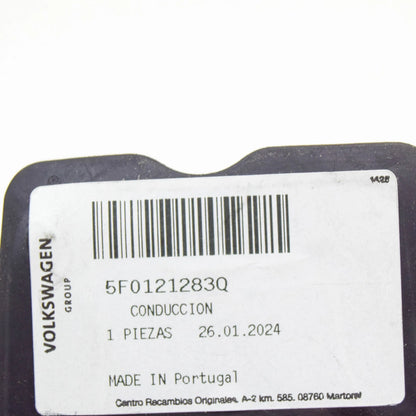 1425
VOLKSWAGEN
GROUP
5F0121283Q
CONDUCCION
1 PIEZAS 26.01.2024
MADE IN Portugal
Centro Recambios Originales. A-2 km. 585. 08760 Martorell